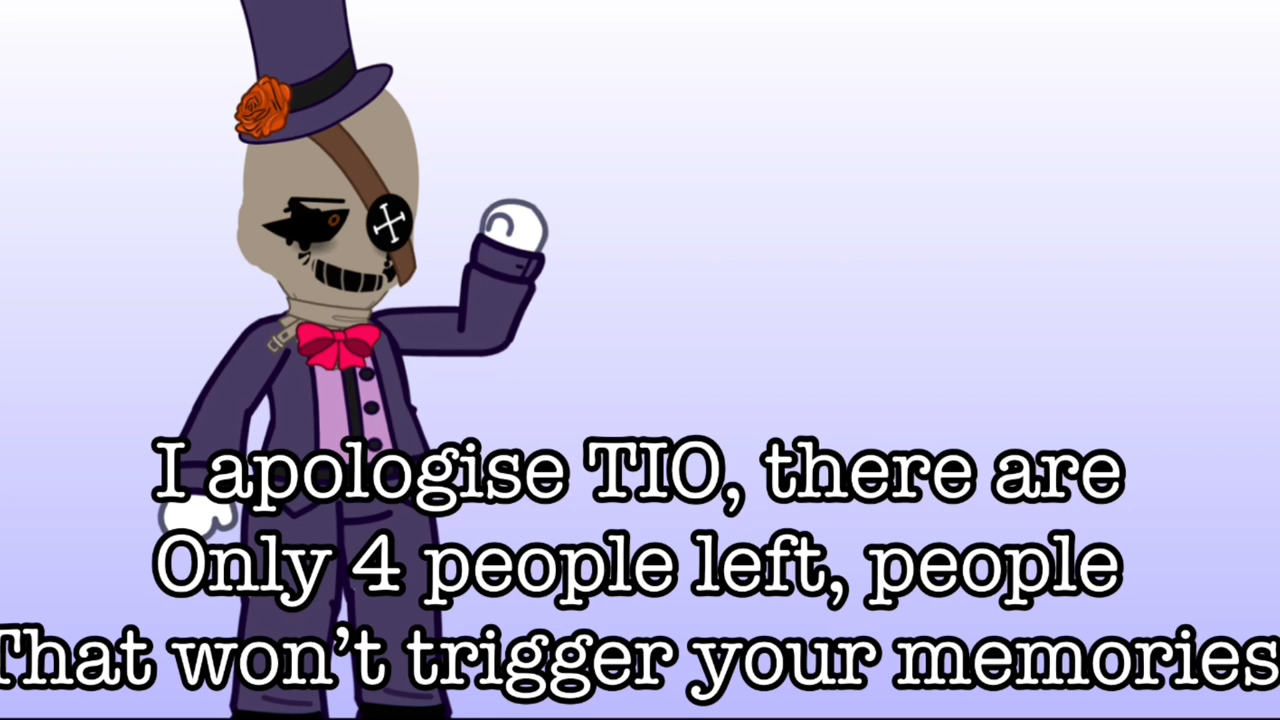 I apologise TIO, there are
Only 4 people left, people
That won't trigger your memories